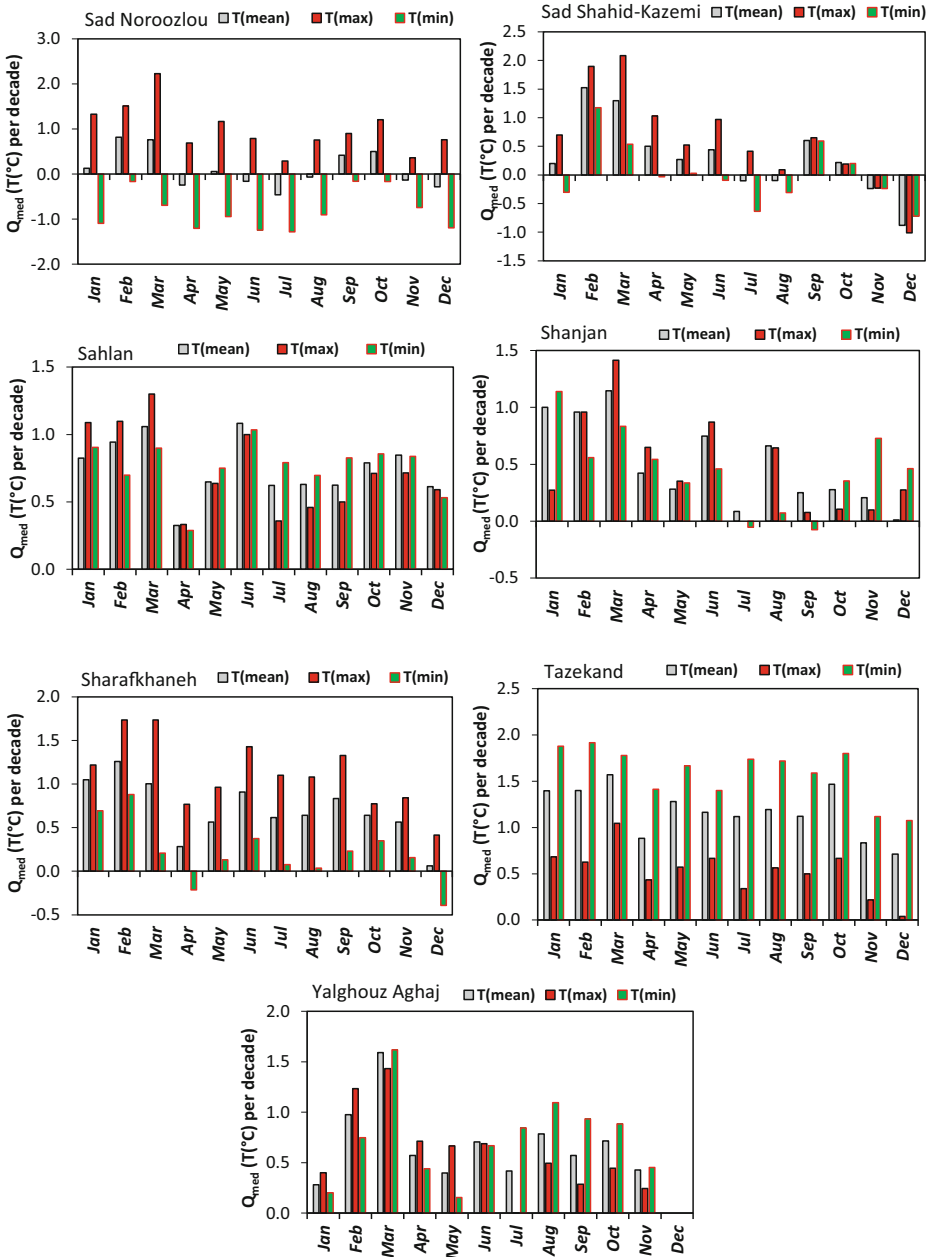 Sad Noroozlou T(mean) T(max) T(min)
Q_med (T(°C) per decade)
3.0
2.0
1.0
0.0
-1.0
-2.0
Jan Feb Mar Apr May Jun Jul Aug Sep Oct Nov Dec
Sad Shahid-Kazemi T(mean) T(max) T(min)
Q_med (T(°C) per decade)
2.5
2.0
1.5
1.0
0.5
0.0
-0.5
-1.0
-1.5
Jan Feb Mar Apr May Jun Jul Aug Sep Oct Nov Dec
Sahlan T(mean) T(max) T(min)
Q_med (T(°C) per decade)
1.5
1.0
0.5
0.0
Jan Feb Mar Apr May Jun Jul Aug Sep Oct Nov Dec
Shanjan T(mean) T(max) T(min)
Q_med (T(°C) per decade)
1.5
1.0
0.5
0.0
-0.5
Jan Feb Mar Apr May Jun Jul Aug Sep Oct Nov Dec
Sharafkhaneh T(mean) T(max) T(min)
Q_med (T(°C) per decade)
2.0
1.5
1.0
0.5
0.0
-0.5
Jan Feb Mar Apr May Jun Jul Aug Sep Oct Nov Dec
Tazekand T(mean) T(max) T(min)
Q_med (T(°C) per decade)
2.5
2.0
1.5
1.0
0.5
0.0
Jan Feb Mar Apr May Jun Jul Aug Sep Oct Nov Dec
Yalghouz Aghaj T(mean) T(max) T(min)
Q_med (T(°C) per decade)
2.0
1.5
1.0
0.5
0.0
Jan Feb Mar Apr May Jun Jul Aug Sep Oct Nov Dec